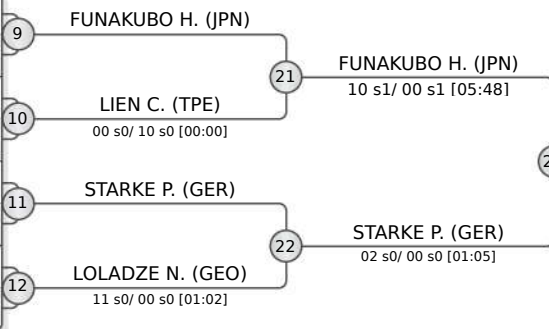 9
FUNAKUBO H. (JPN)
21
FUNAKUBO H. (JPN)
10 s1/ 00 s1 [05:48]
10
LIEN C. (TPE)
00 s0/ 10 s0 [00:00]
11
STARKE P. (GER)
22
STARKE P. (GER)
02 s0/ 00 s0 [01:05]
12
LOLADZE N. (GEO)
11 s0/ 00 s0 [01:02]